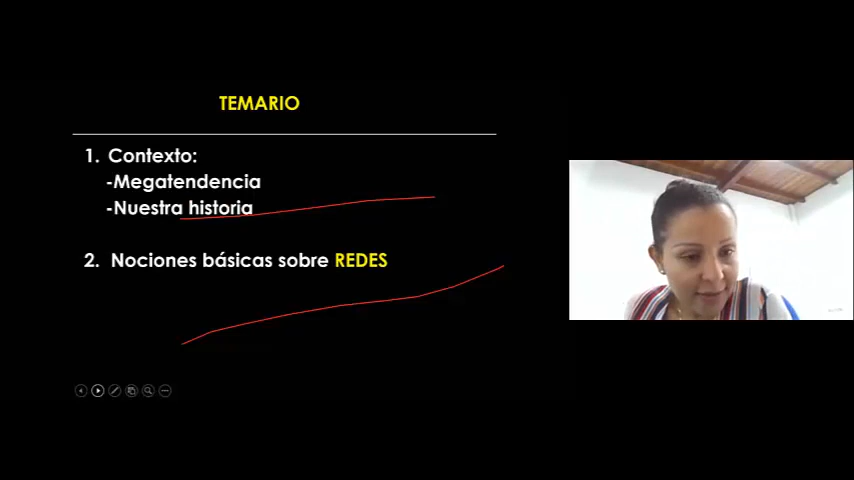 TEMARIO
1. Contexto:
-Megatendencia
-Nuestra historia
2. Nociones básicas sobre REDES